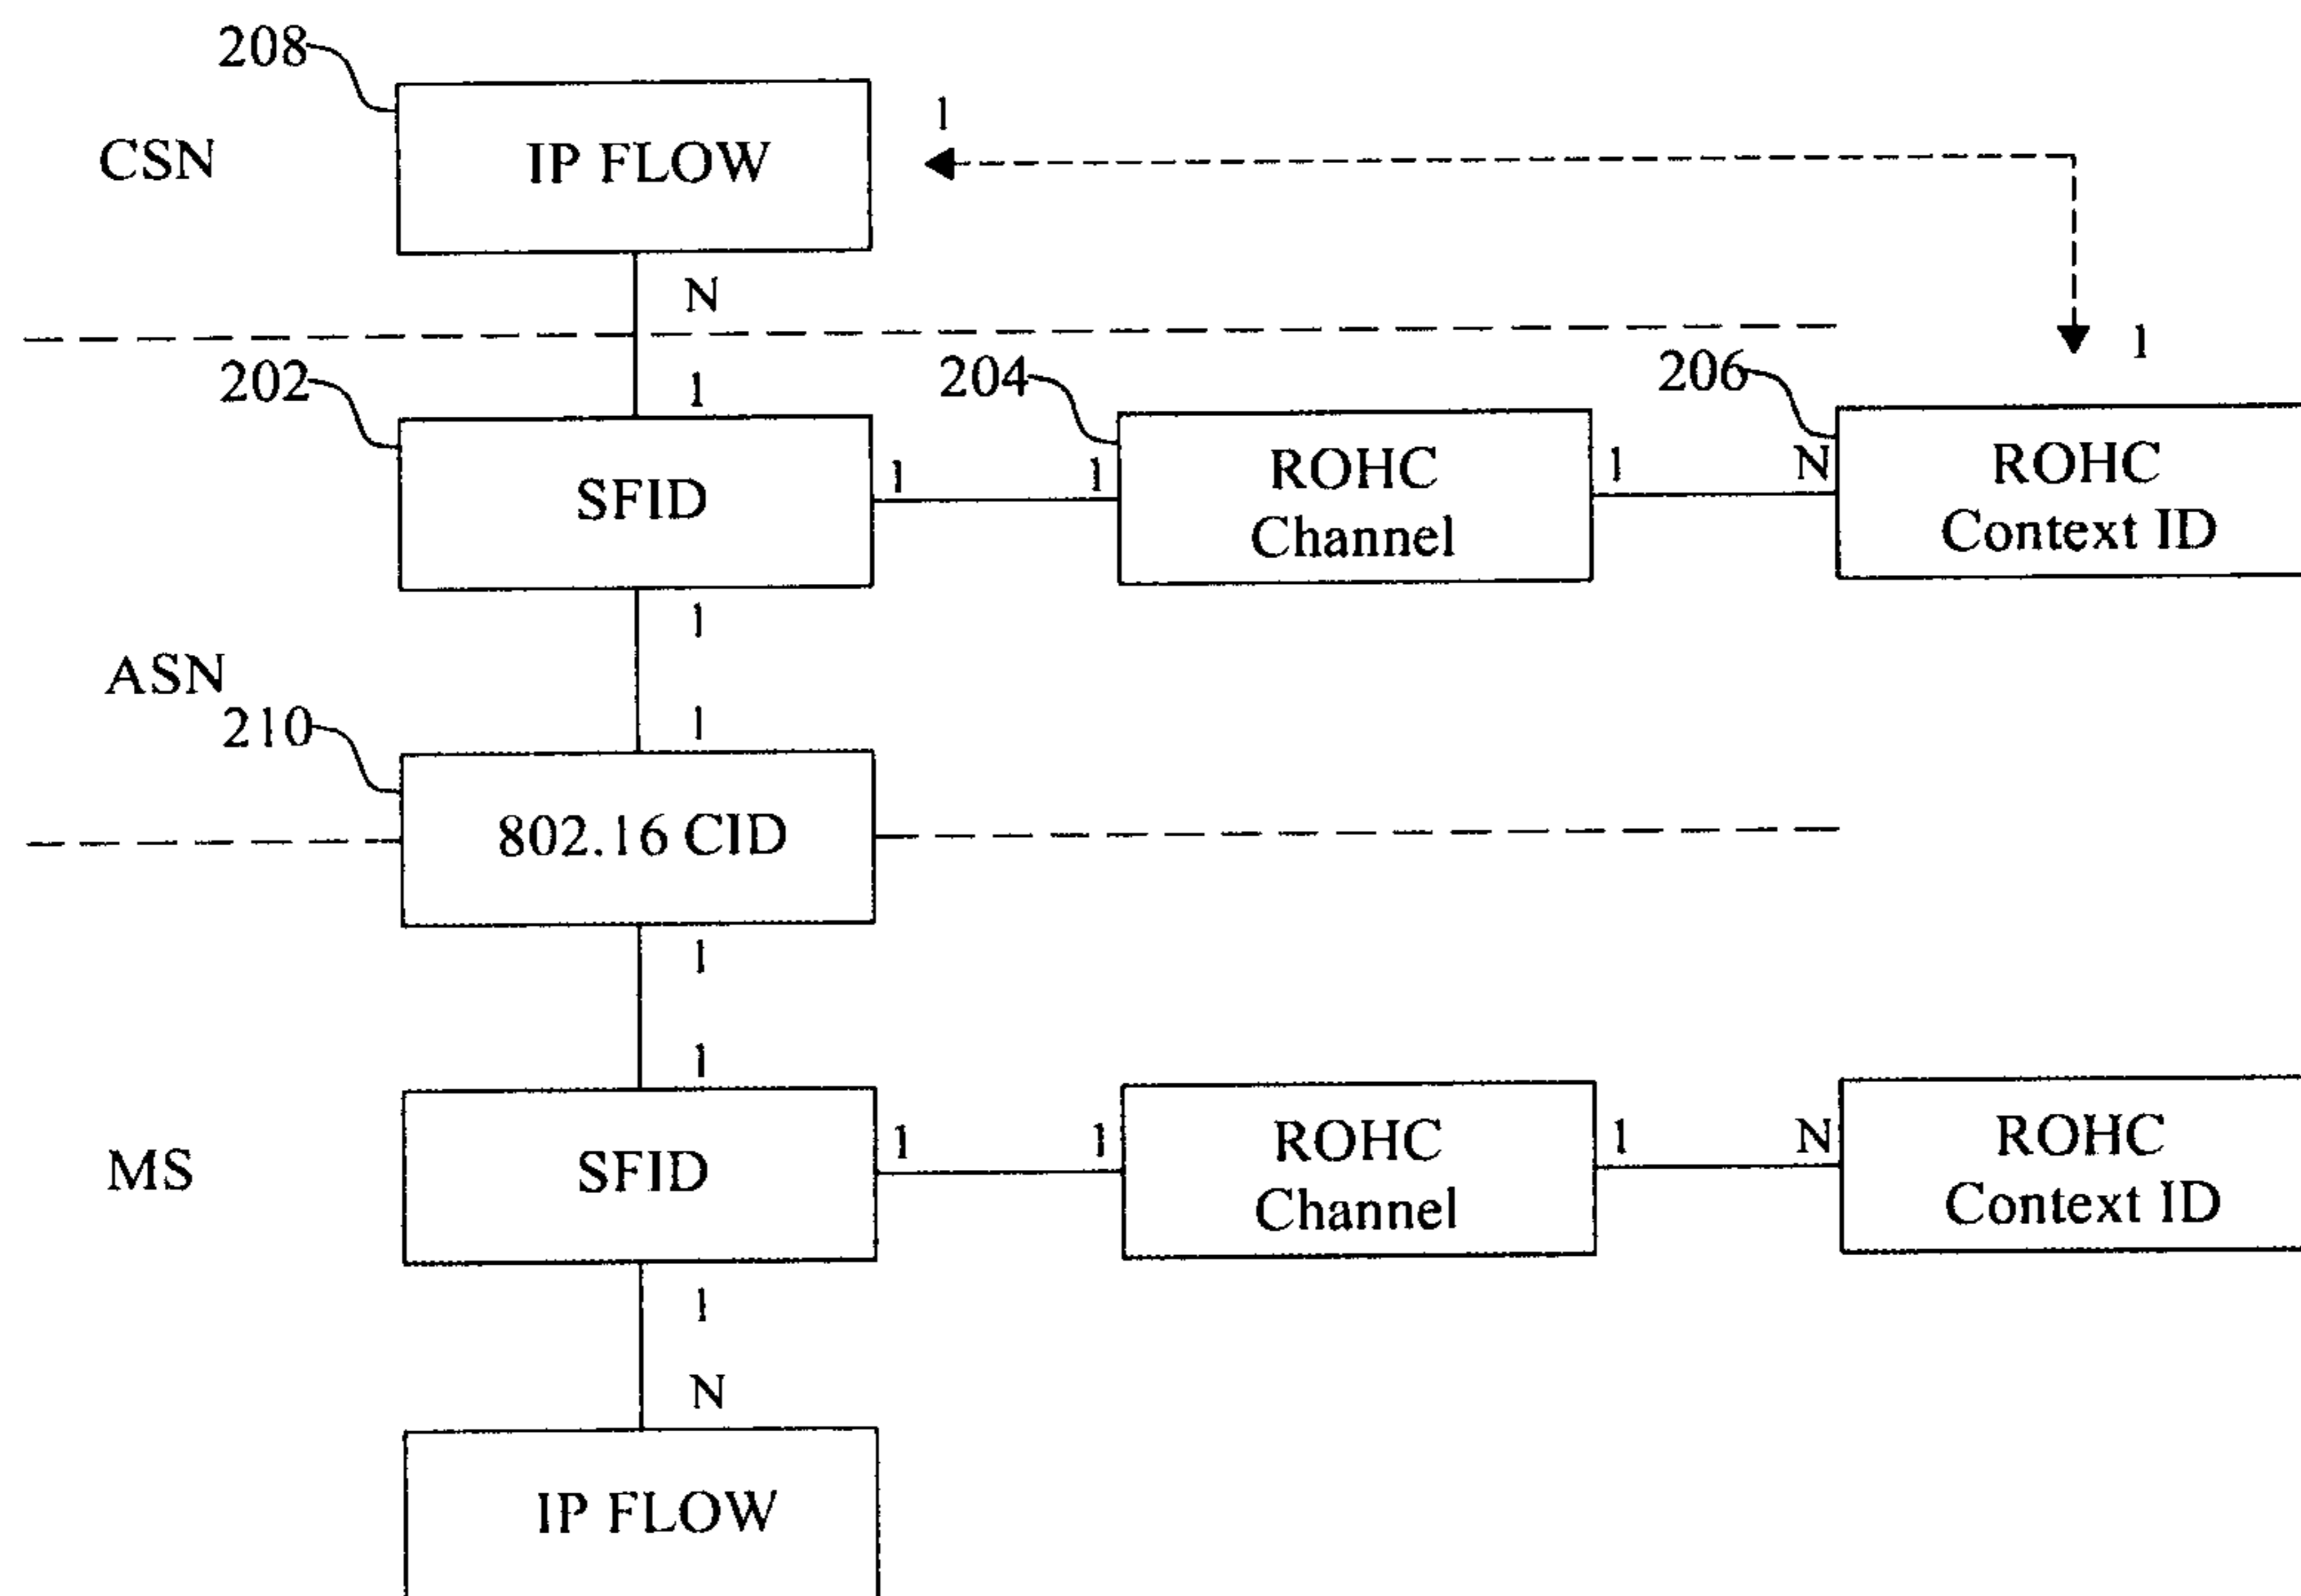 208
CSN
IP FLOW
1
N
1
202
1
204
206
SFID
1
1
ROHC
Channel
1
N
ROHC
Context ID
1
ASN
1
210
802.16 CID
1
1
MS
SFID
1
1
ROHC
Channel
1
N
ROHC
Context ID
1
N
IP FLOW